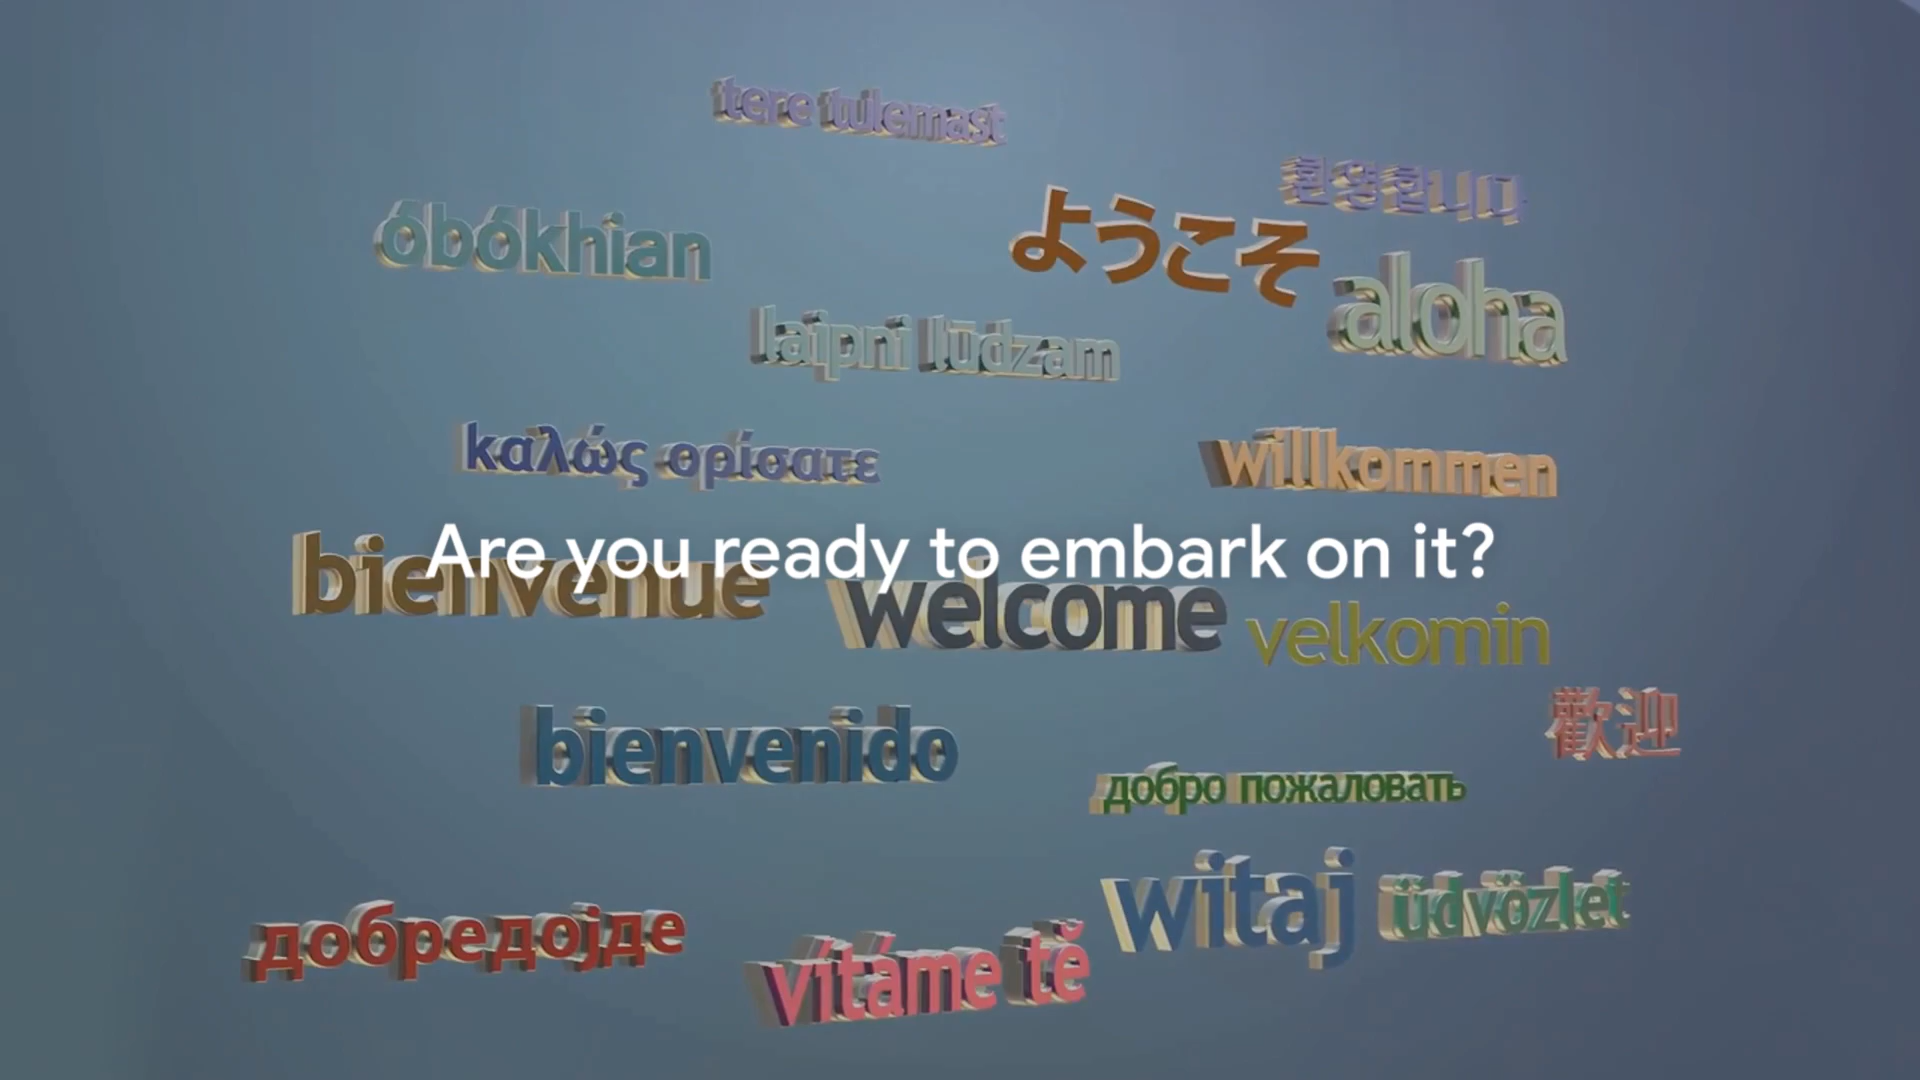 tere tulemast
환영합니다
óbókhian
ようこそ
aloha
laipni lūdzam
καλώς ορίσατε
willkommen
Are you ready to embark on it?
bienvenue
welcome
velkomin
bienvenido
歡迎
добро пожаловать
witaj
üdvözlet
добредојде
vítáme tě